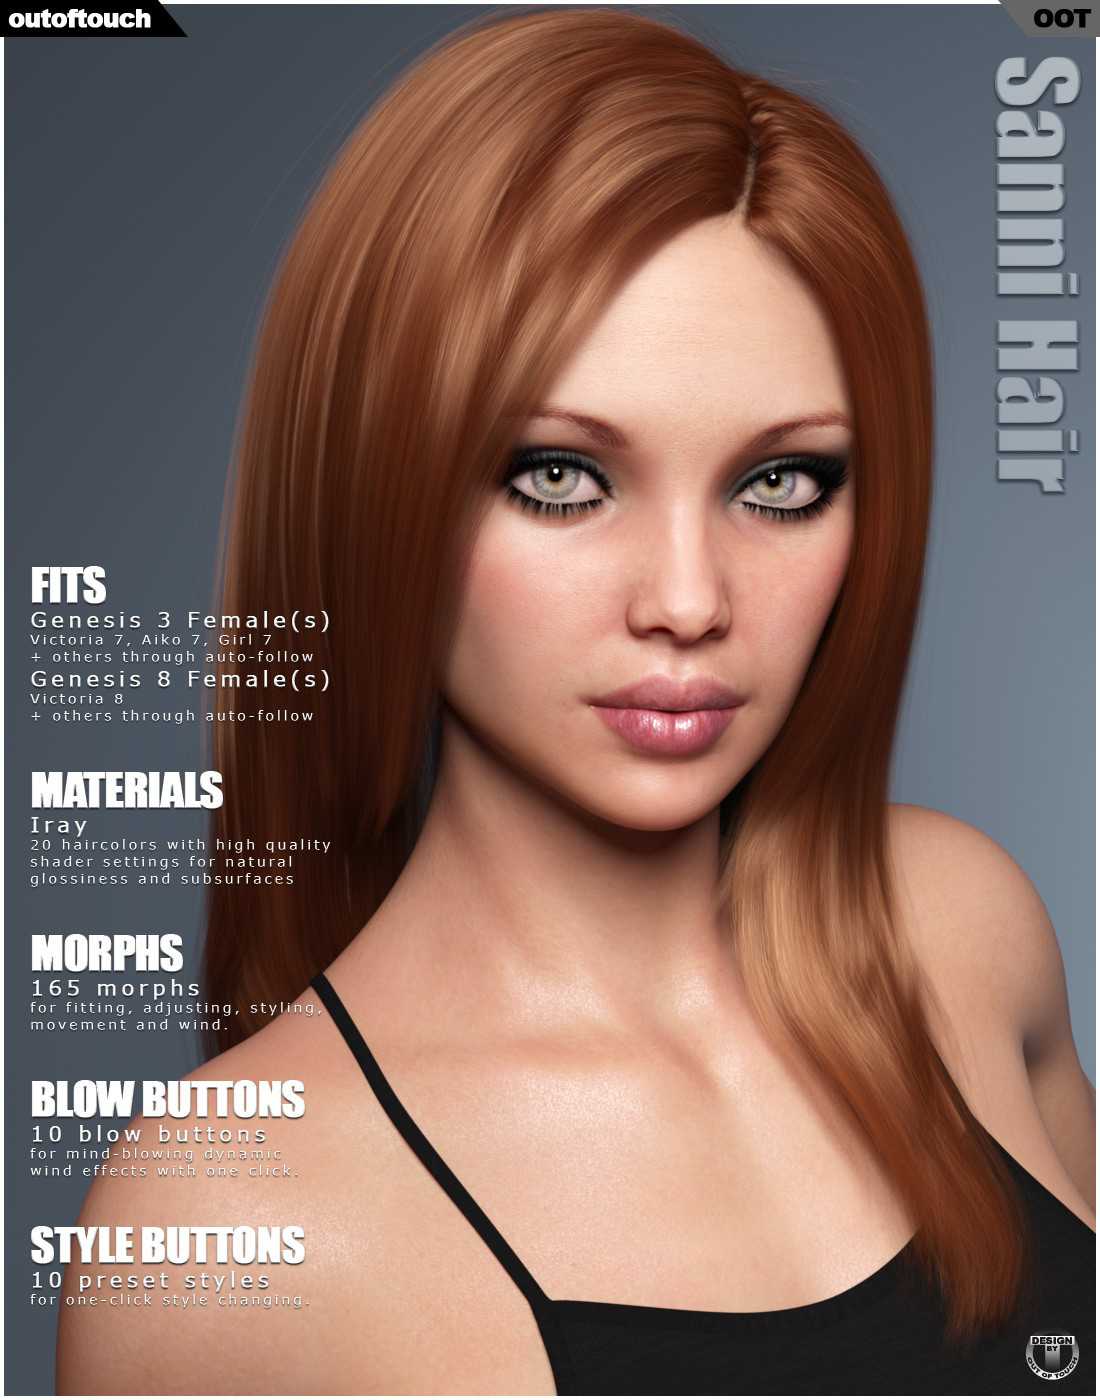 outoftouch
OOT
Sanni Hair
FITS
Genesis 3 Female(s)
Victoria 7, Aiko 7, Girl 7
+ others through auto-follow
Genesis 8 Female(s)
Victoria 8
+ others through auto-follow
MATERIALS
Iray
20 haircolors with high quality
shader settings for natural
glossiness and subsurfaces
MORPHS
165 morphs
for fitting, adjusting, styling,
movement and wind.
BLOW BUTTONS
10 blow buttons
for mind-blowing dynamic
wind effects with one click.
STYLE BUTTONS
10 preset styles
for one-click style changing.
DESIGN
BY
OUT OF TOUCH